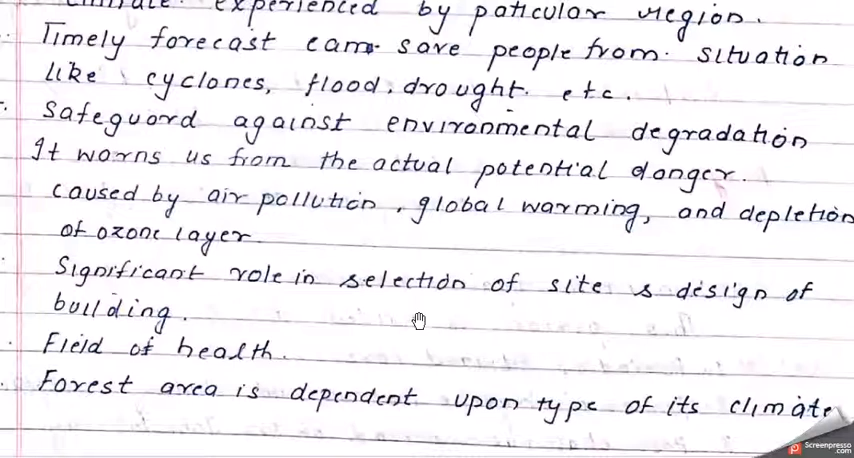 experienced by paticular region.
Timely forecast can save people from situation
like cyclones, flood, drought. etc.
safeguard against environmental degradation
It warns us from the actual potential danger.
caused by air pollution, global warming, and depletion
of ozone layer
Significant role in selection of site & design of
building.
Field of health.
Forest area is dependent upon type of its climate
Screenpresso
.com